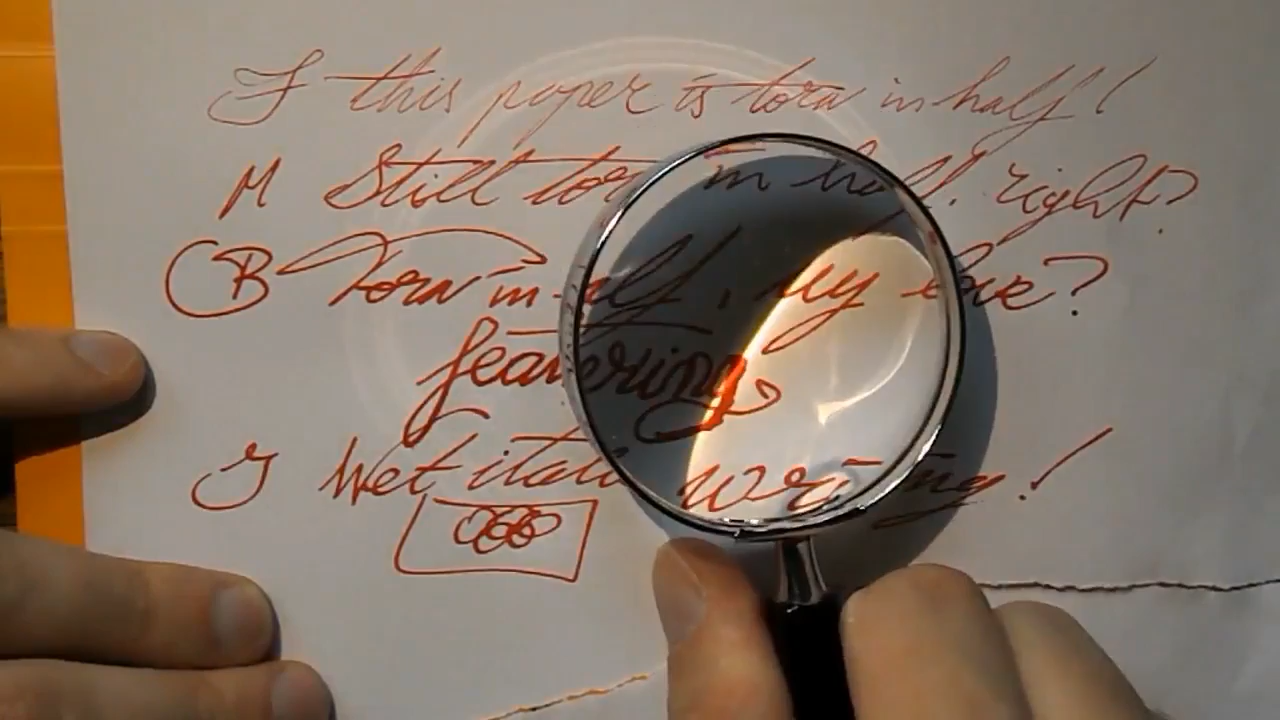 F this paper is torn in half!
M Still torn in half. right?
B Torn in half, my love?
feathering
I Wet italic writing!